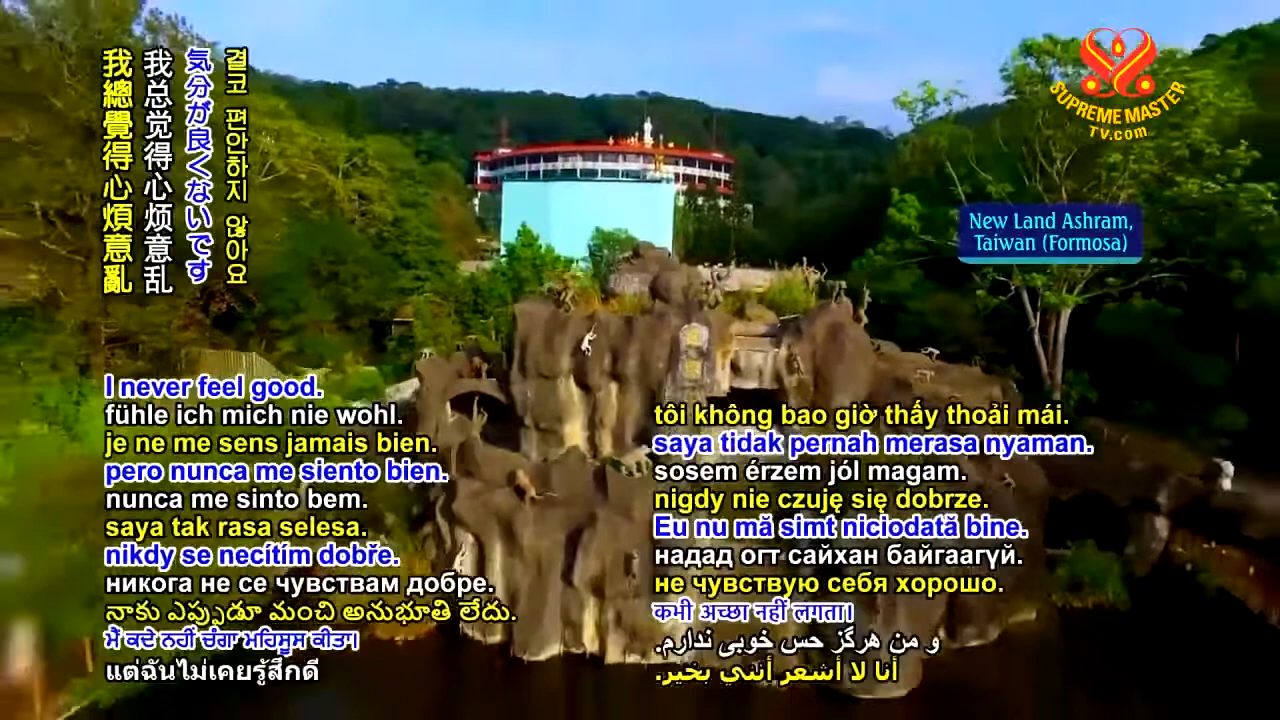 我總覺得心煩意亂
我总觉得心烦意乱
気分が良くないです
결코 편안하지 않아요
SUPREME MASTER
TV.com
New Land Ashram,
Taiwan (Formosa)
I never feel good.
fühle ich mich nie wohl.
je ne me sens jamais bien.
pero nunca me siento bien.
nunca me sinto bem.
saya tak rasa selesa.
nikdy se necítím dobře.
никога не се чувствам добре.
నాకు ఎప్పుడూ మంచి అనుభూతి లేదు.
ਮੈਂ ਕਦੇ ਨਹੀਂ ਚੰਗਾ ਮਹਿਸੂਸ ਕੀਤਾ।
แต่ฉันไม่เคยรู้สึกดี
tôi không bao giờ thấy thoải mái.
saya tidak pernah merasa nyaman.
sosem érzem jól magam.
nigdy nie czuję się dobrze.
Eu nu mă simt niciodată bine.
надад огт сайхан байгаагүй.
не чувствую себя хорошо.
कभी अच्छा नहीं लगता।
و من هرگز حس خوبی ندارم.
أنا لا أشعر أنني بخير.